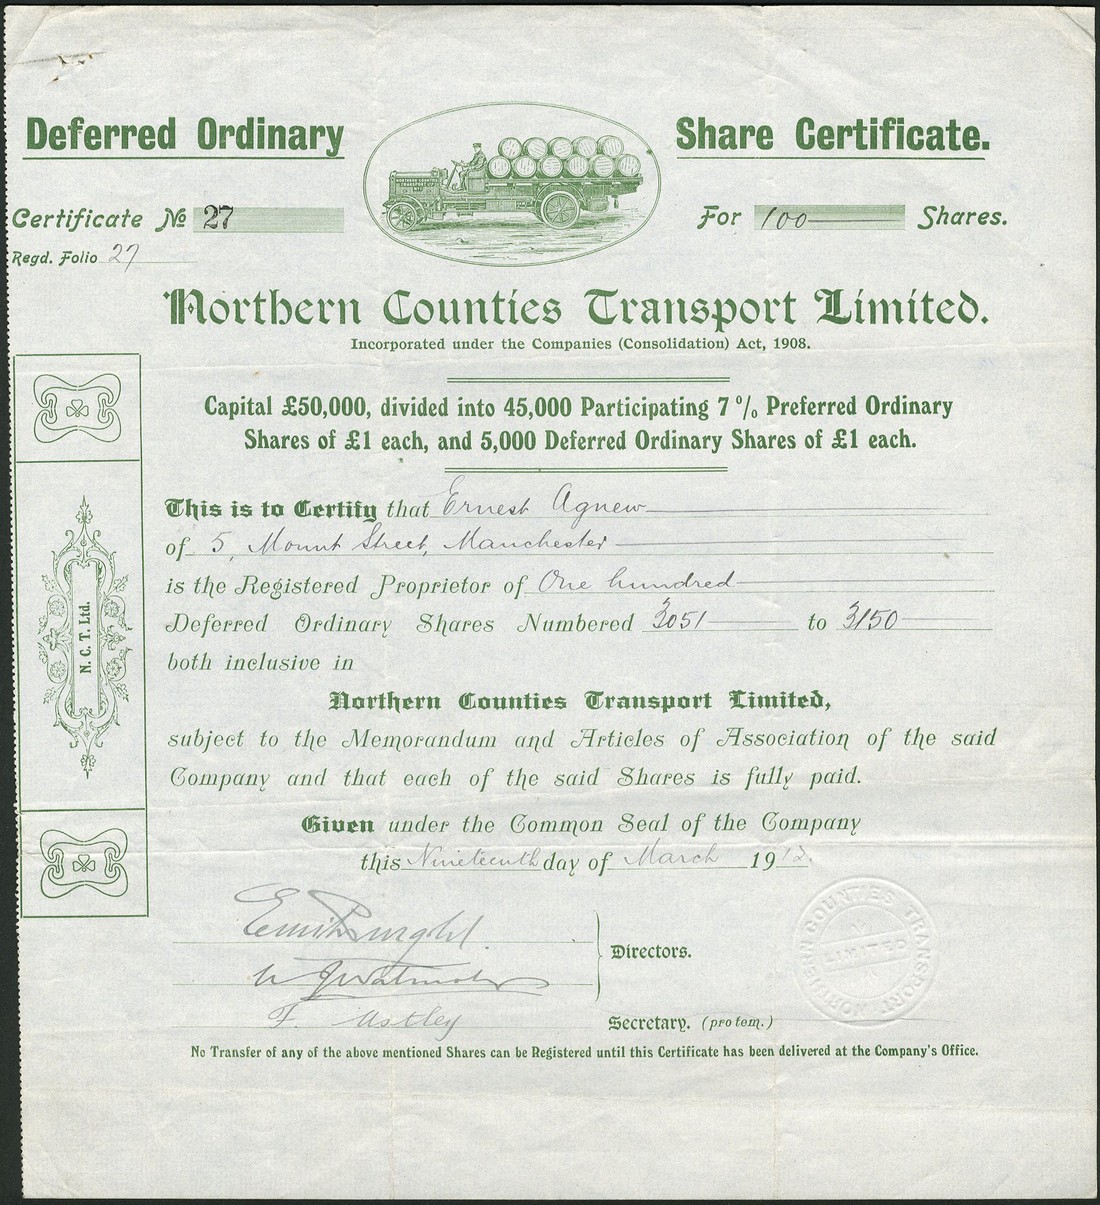 Deferred Ordinary Share Certificate.
NORTHERN COUNTIES
TRANSPORT
LTD
Certificate No 27 For 100 Shares.
Regd. Folio 27
Northern Counties Transport Limited.
Incorporated under the Companies (Consolidation) Act, 1908.
Capital £50,000, divided into 45,000 Participating 7 % Preferred Ordinary
Shares of £1 each, and 5,000 Deferred Ordinary Shares of £1 each.
This is to Certify that Ernest Agnew
of 5, Mount Street, Manchester
is the Registered Proprietor of One hundred
Deferred Ordinary Shares Numbered 3051 to 3150
both inclusive in
Northern Counties Transport Limited,
subject to the Memorandum and Articles of Association of the said
Company and that each of the said Shares is fully paid.
Given under the Common Seal of the Company
this Nineteenth day of March 1912.
N. C. T. Ltd.
Directors.
F. Astley
Secretary. (pro tem.)
NORTHERN COUNTIES TRANSPORT
LIMITED
No Transfer of any of the above mentioned Shares can be Registered until this Certificate has been delivered at the Company's Office.